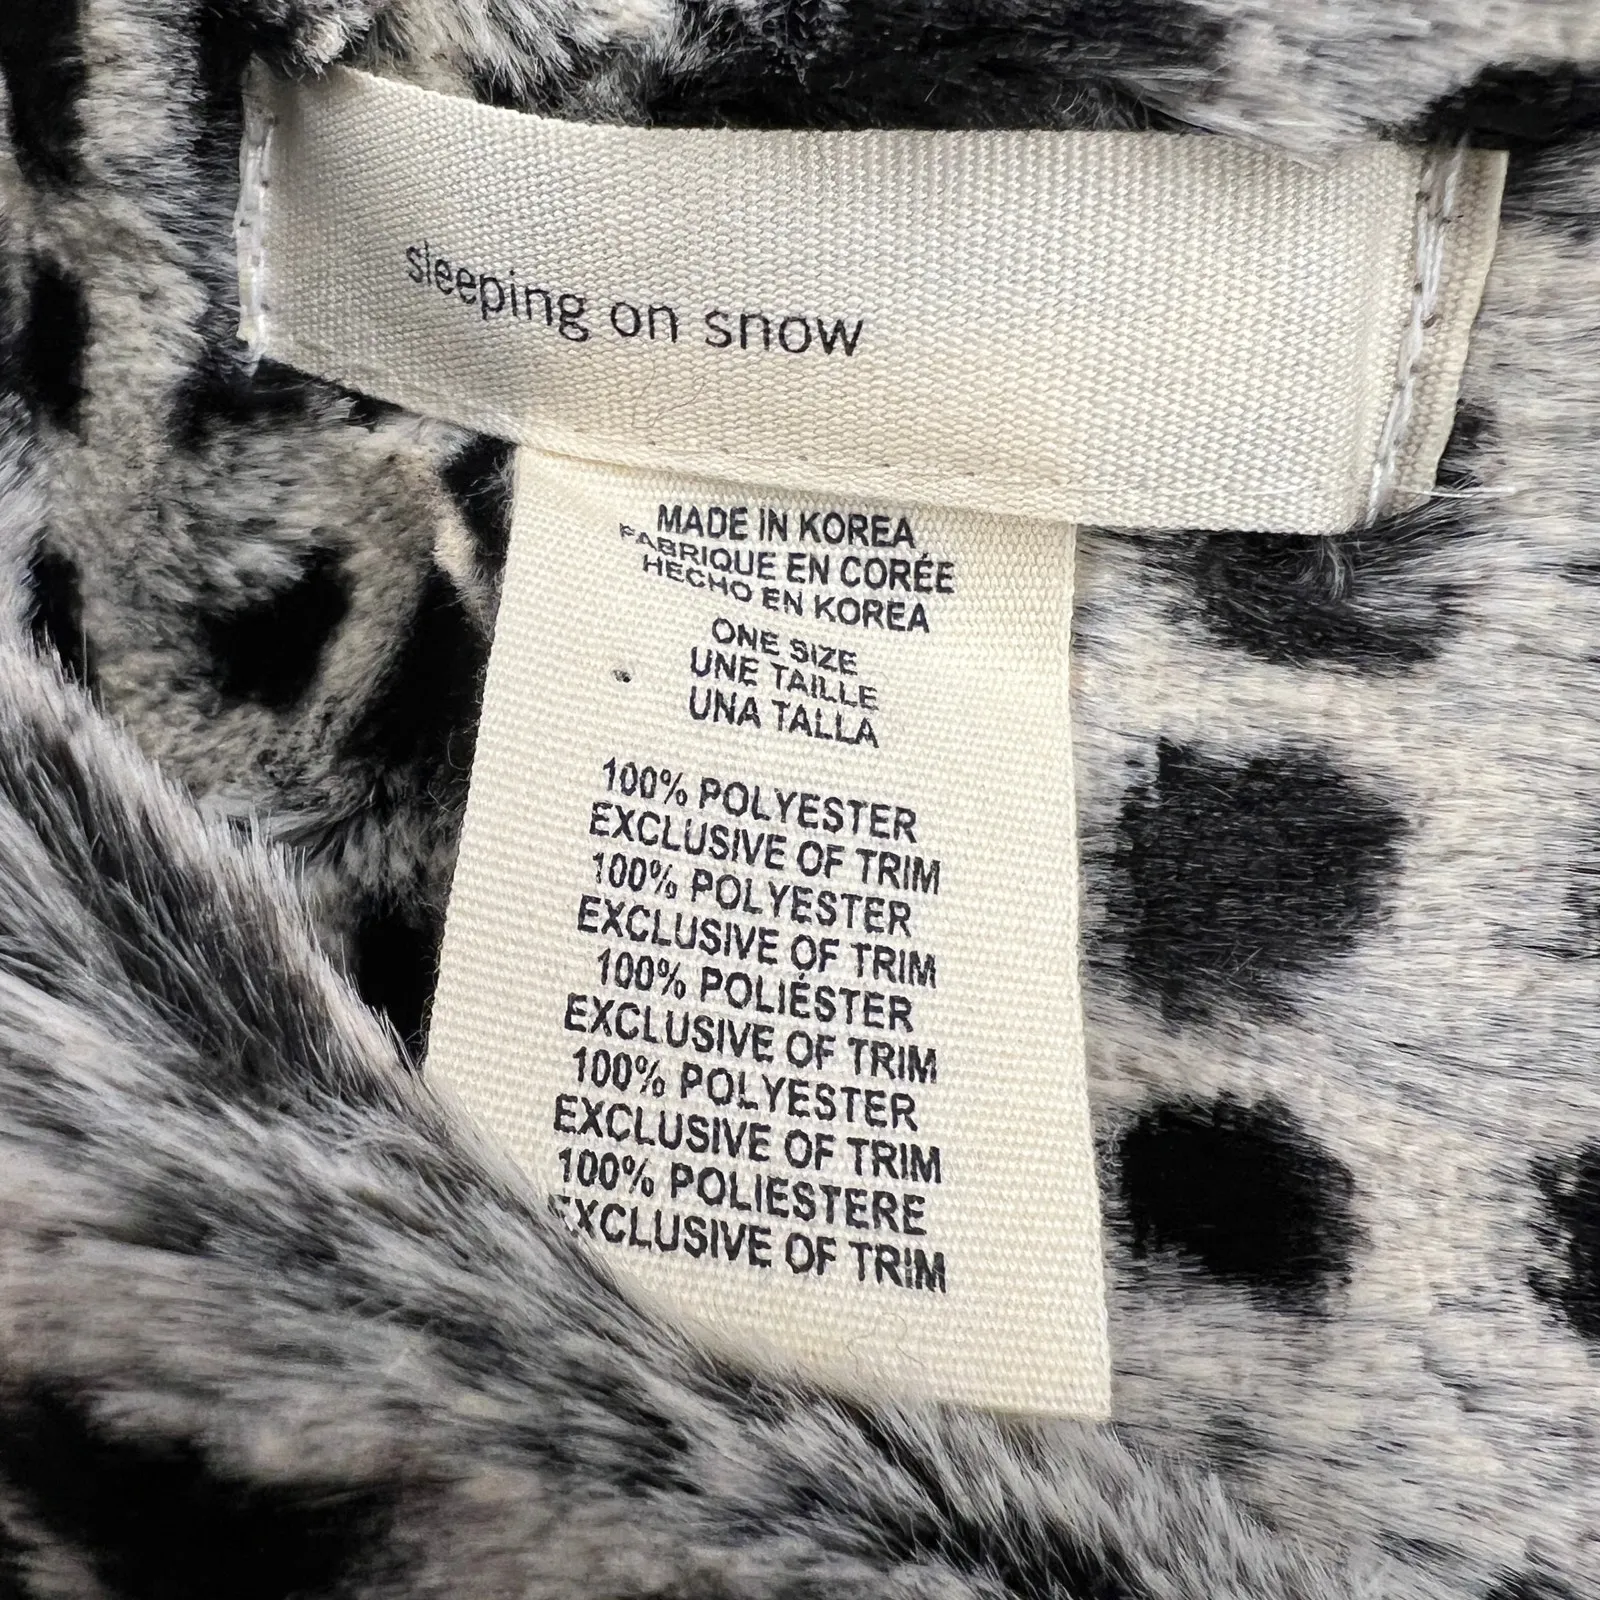 sleeping on snow
MADE IN KOREA
FABRIQUE EN CORÉE
HECHO EN KOREA
ONE SIZE
UNE TAILLE
UNA TALLA
100% POLYESTER
EXCLUSIVE OF TRIM
100% POLYESTER
EXCLUSIVE OF TRIM
100% POLIÉSTER
EXCLUSIVE OF TRIM
100% POLYESTER
EXCLUSIVE OF TRIM
100% POLIESTERE
EXCLUSIVE OF TRIM